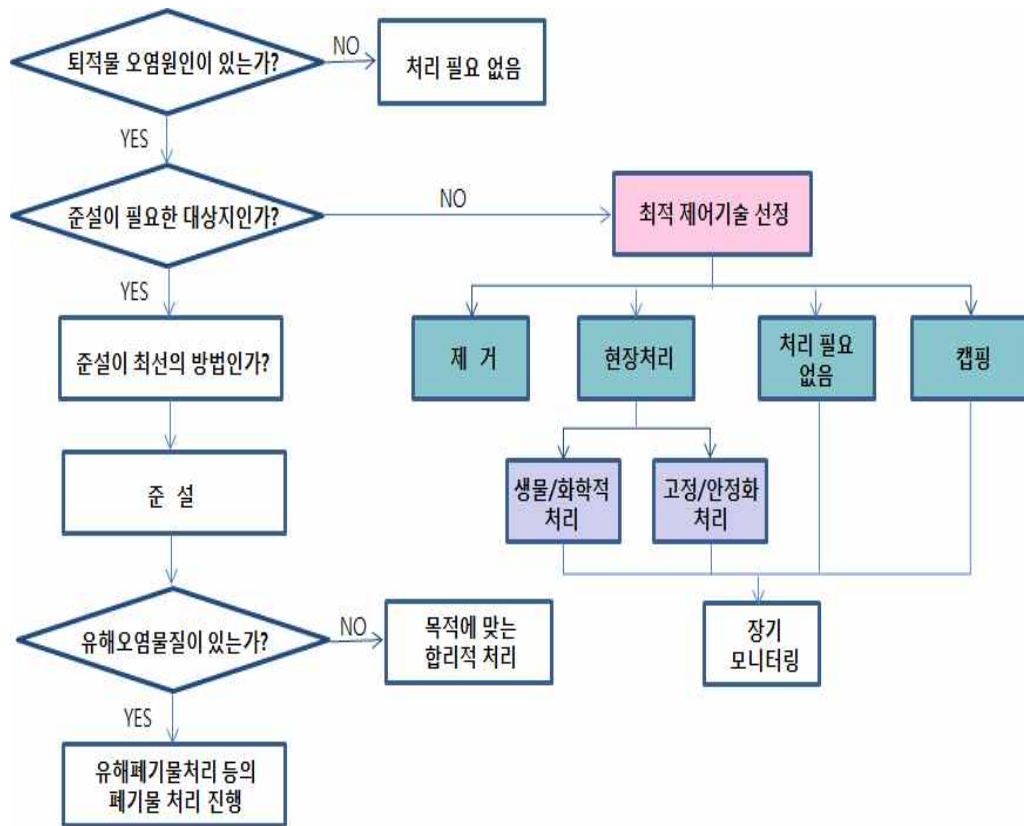 퇴적물 오염원인이 있는가?
NO
처리 필요 없음
YES
준설이 필요한 대상지인가?
NO
최적 제어기술 선정
YES
준설이 최선의 방법인가?
제 거
현장처리
처리 필요
없음
캡핑
준 설
생물/화학적
처리
고정/안정화
처리
유해오염물질이 있는가?
NO
목적에 맞는
합리적 처리
장기
모니터링
YES
유해폐기물처리 등의
폐기물 처리 진행